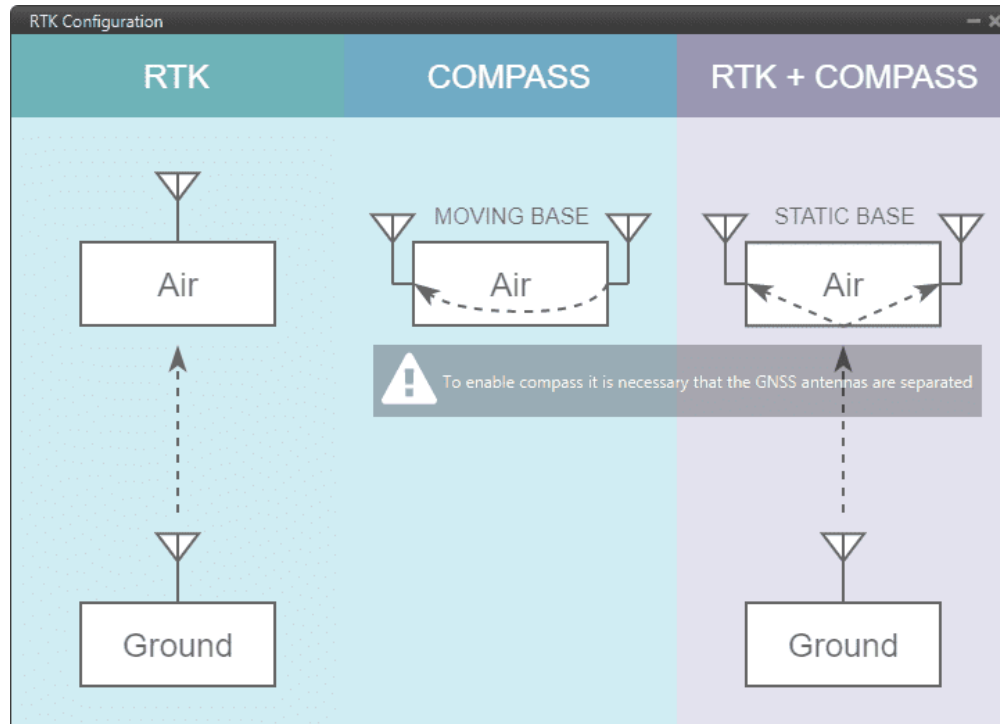 RTK Configuration
RTK
COMPASS
RTK + COMPASS
MOVING BASE
STATIC BASE
Air
Air
Air
To enable compass it is necessary that the GNSS antennas are separated
Ground
Ground